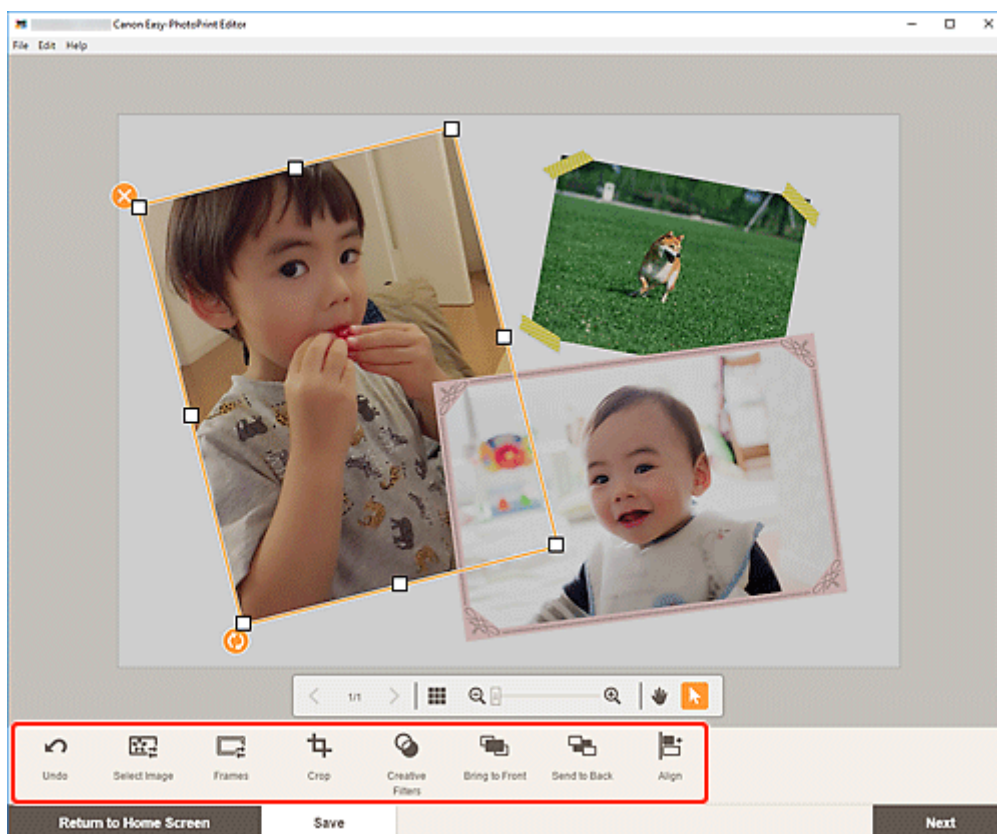 Canon Easy-PhotoPrint Editor
File Edit Help
1/1
Undo Select Image Frames Crop Creative Filters Bring to Front Send to Back Align
Return to Home Screen Save Next